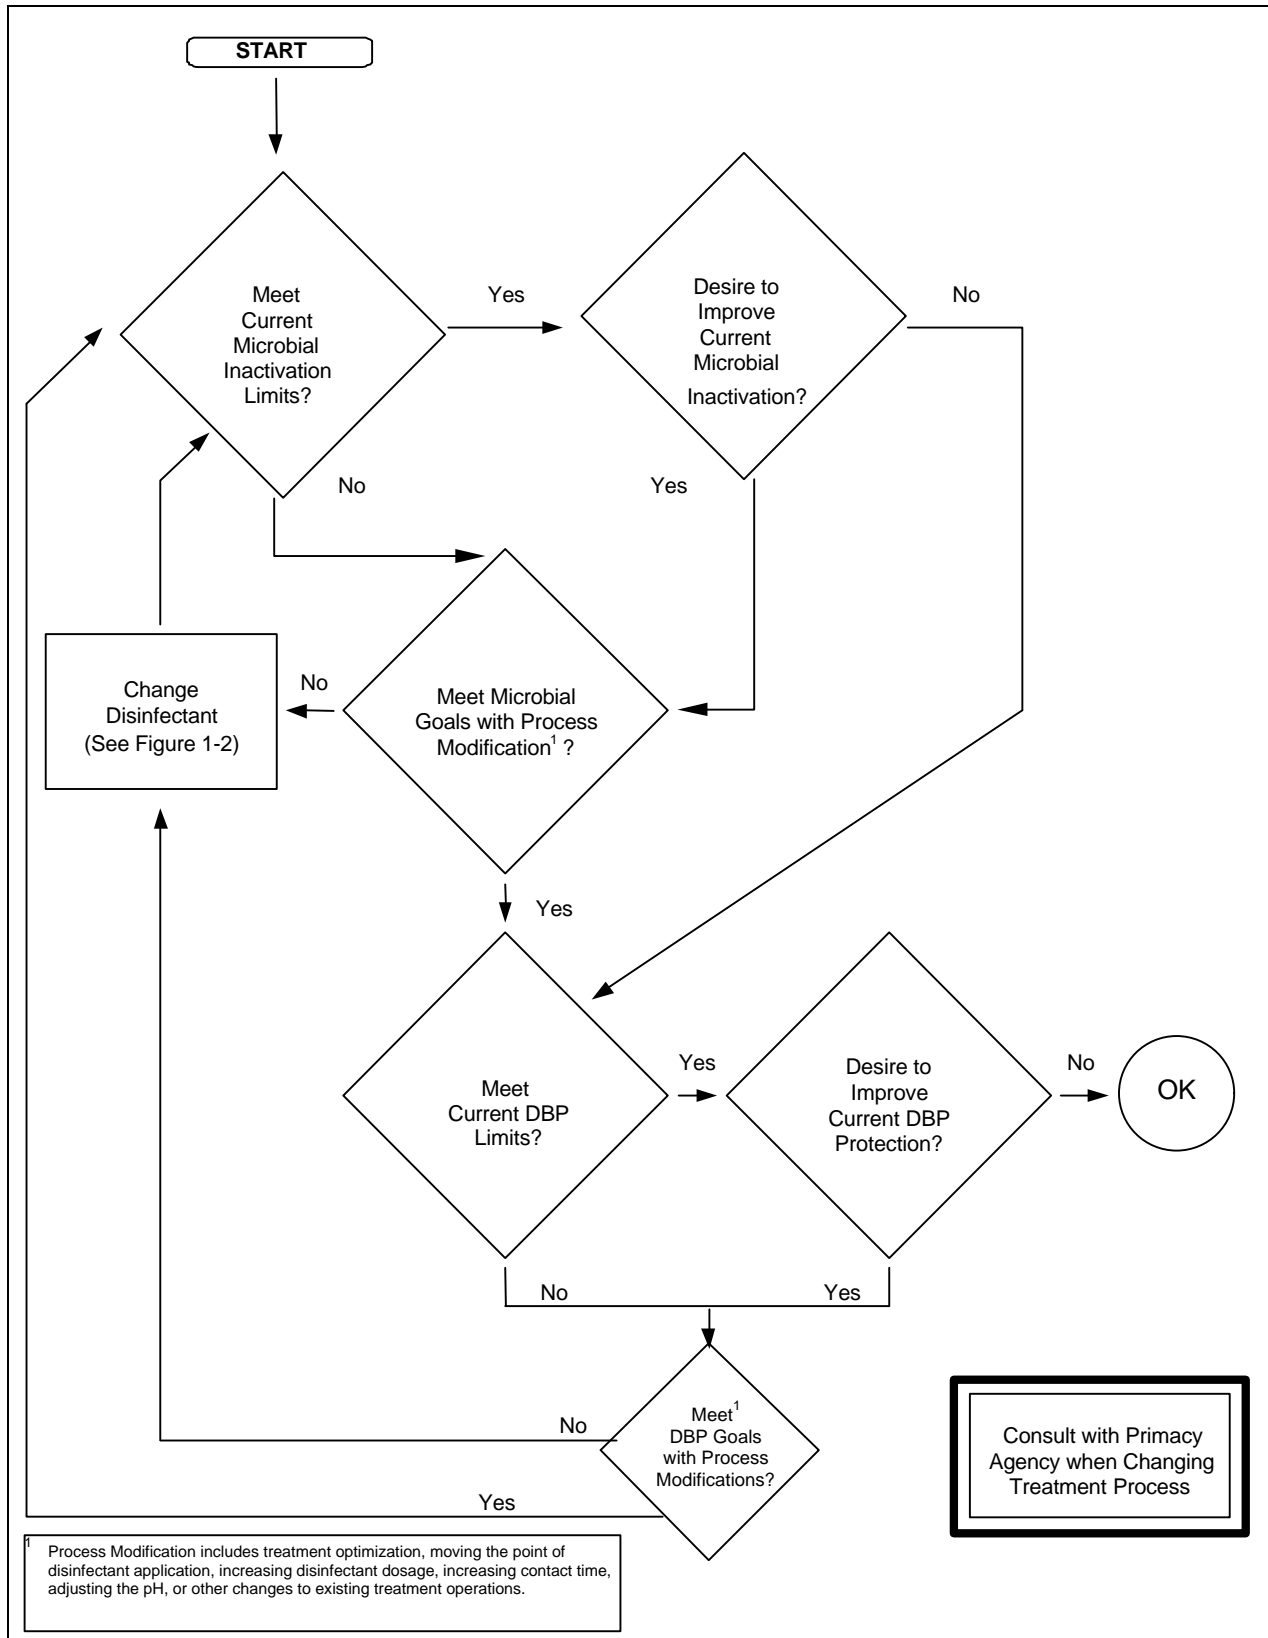 START
Meet
Current
Microbial
Inactivation
Limits?
Yes
Desire to
Improve
Current
Microbial
Inactivation?
No
No
Yes
Change
Disinfectant
(See Figure 1-2)
No
Meet Microbial
Goals with Process
Modification¹ ?
Yes
Meet
Current DBP
Limits?
Yes
Desire to
Improve
Current DBP
Protection?
No
OK
No
Yes
No
Meet¹
DBP Goals
with Process
Modifications?
Yes
Consult with Primacy
Agency when Changing
Treatment Process
¹ Process Modification includes treatment optimization, moving the point of
disinfectant application, increasing disinfectant dosage, increasing contact time,
adjusting the pH, or other changes to existing treatment operations.